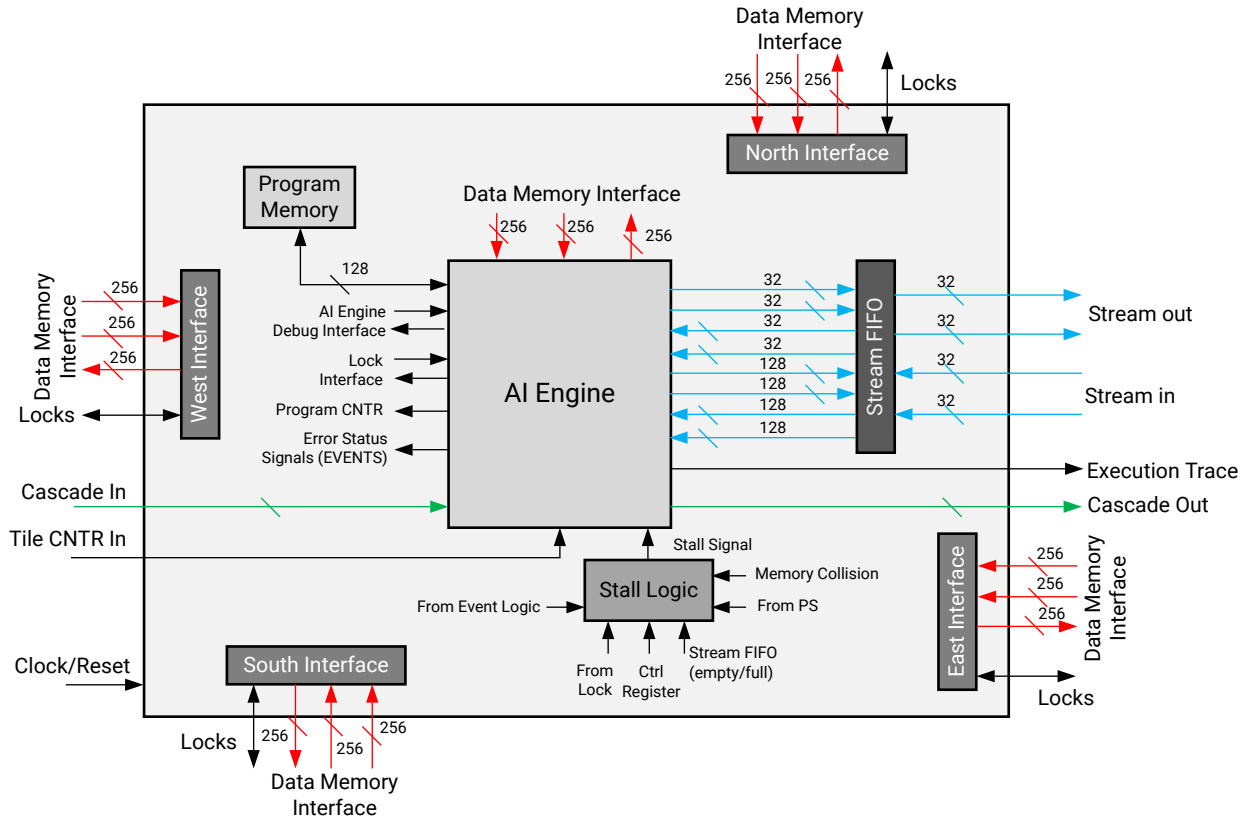 Data Memory
Interface
256
256
256
Locks
North Interface
Program
Memory
Data Memory Interface
256
256
256
128
Data Memory
Interface
256
256
256
West Interface
Locks
AI Engine
Debug Interface
Lock
Interface
Program CNTR
Error Status
Signals (EVENTS)
AI Engine
32
32
32
32
128
128
128
128
Stream FIFO
32
32
32
32
Stream out
Stream in
Execution Trace
Cascade In
Cascade Out
Tile CNTR In
Stall Signal
Stall Logic
Memory Collision
From Event Logic
From PS
From
Lock
Ctrl
Register
Stream FIFO
(empty/full)
East Interface
256
256
256
Data Memory
Interface
Locks
Clock/Reset
South Interface
Locks
256
256
256
Data Memory
Interface